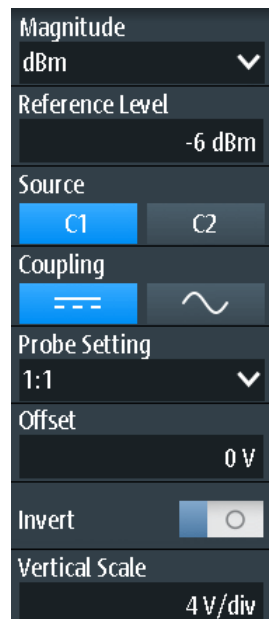 Magnitude
dBm
Reference Level
-6 dBm
Source
C1 C2
Coupling
Probe Setting
1:1
Offset
0 V
Invert
Vertical Scale
4 V/div